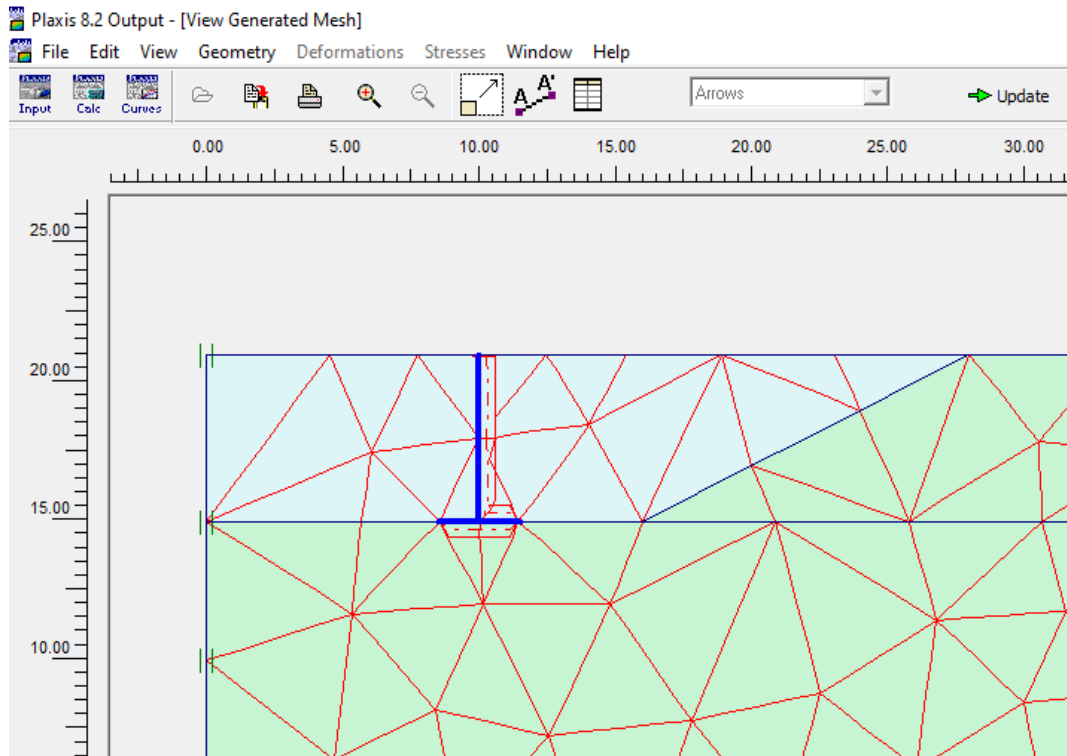 Plaxis 8.2 Output - [View Generated Mesh]
File Edit View Geometry Deformations Stresses Window Help
Input Calc Curves A A' Arrows Update
0.00 5.00 10.00 15.00 20.00 25.00 30.00
25.00
20.00
15.00
10.00